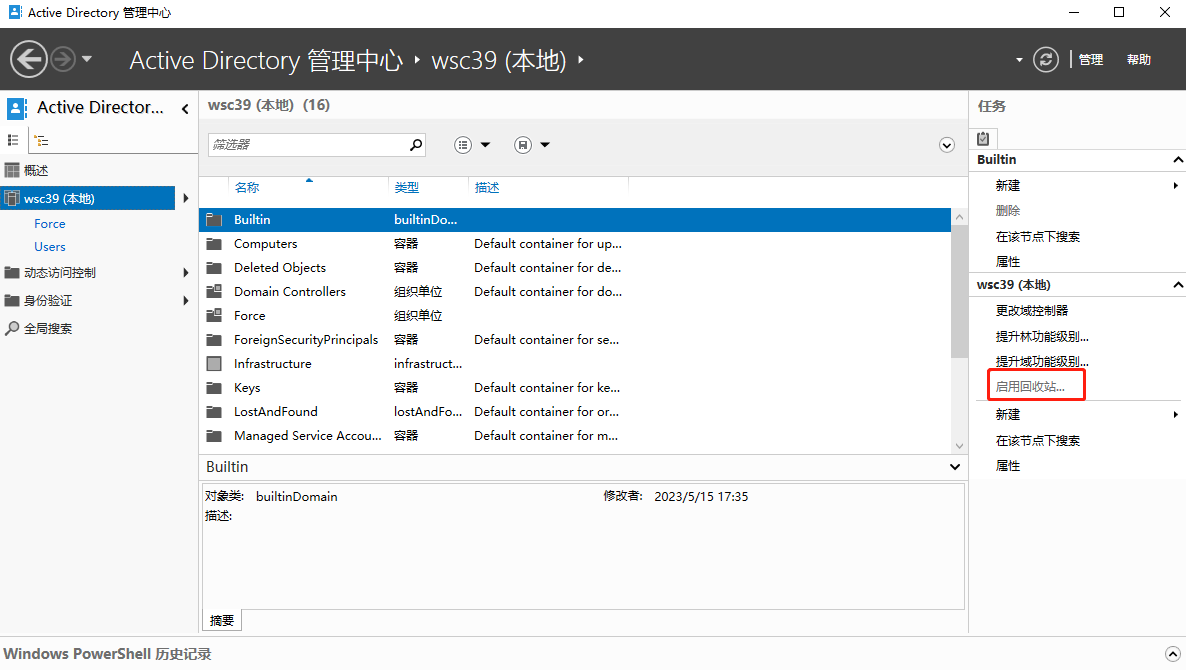 Active Directory 管理中心
Active Directory 管理中心 · wsc39 (本地) ·
管理 帮助
Active Director...
概述
wsc39 (本地)
Force
Users
动态访问控制
身份验证
全局搜索
wsc39 (本地) (16)
筛选器
名称 类型 描述
Builtin builtinDo...
Computers 容器 Default container for up...
Deleted Objects 容器 Default container for de...
Domain Controllers 组织单位 Default container for do...
Force 组织单位
ForeignSecurityPrincipals 容器 Default container for se...
Infrastructure infrastruct...
Keys 容器 Default container for ke...
LostAndFound lostAndFo... Default container for or...
Managed Service Accou... 容器 Default container for m...
Builtin
对象类: builtinDomain 修改者: 2023/5/15 17:35
描述:
摘要
任务
Builtin
新建
删除
在该节点下搜索
属性
wsc39 (本地)
更改域控制器
提升林功能级别...
提升域功能级别...
启用回收站...
新建
在该节点下搜索
属性
Windows PowerShell 历史记录